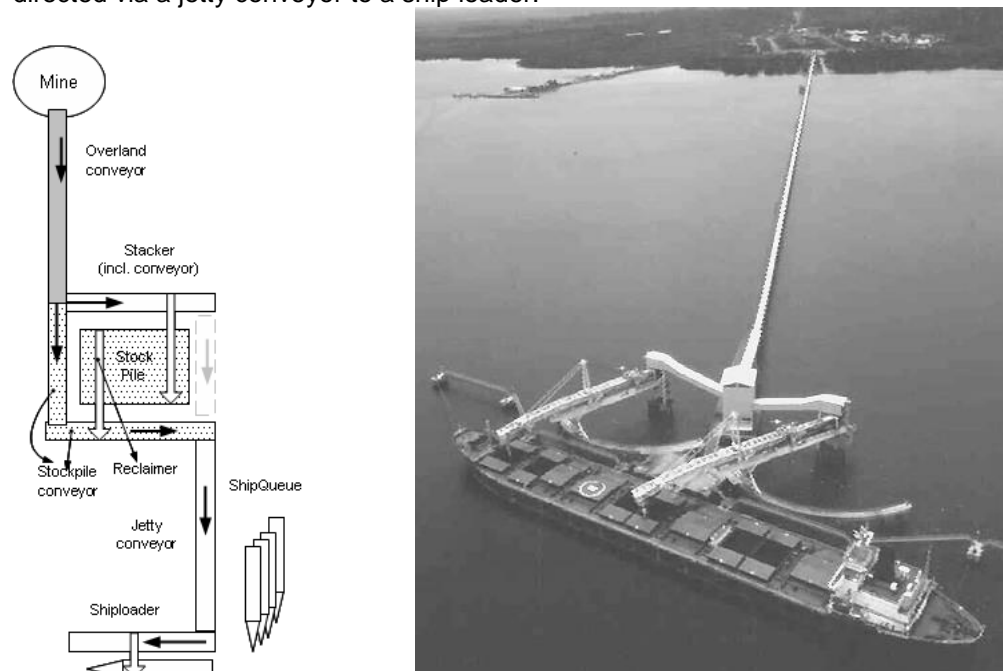 directed via a jetty conveyor to a ship loader.
Mine
Overland
conveyor
Stacker
(incl. conveyor)
Stock
Pile
Stockpile
conveyor
Reclaimer
ShipQueue
Jetty
conveyor
Shiploader